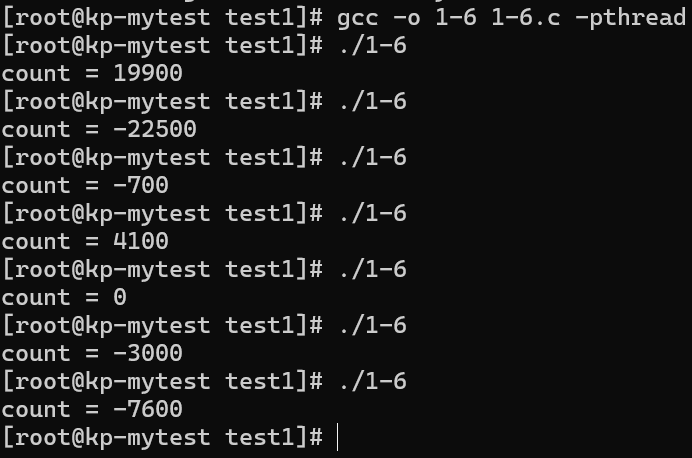 [root@kp-mytest test1]# gcc -o 1-6 1-6.c -pthread
[root@kp-mytest test1]# ./1-6
count = 19900
[root@kp-mytest test1]# ./1-6
count = -22500
[root@kp-mytest test1]# ./1-6
count = -700
[root@kp-mytest test1]# ./1-6
count = 4100
[root@kp-mytest test1]# ./1-6
count = 0
[root@kp-mytest test1]# ./1-6
count = -3000
[root@kp-mytest test1]# ./1-6
count = -7600
[root@kp-mytest test1]#